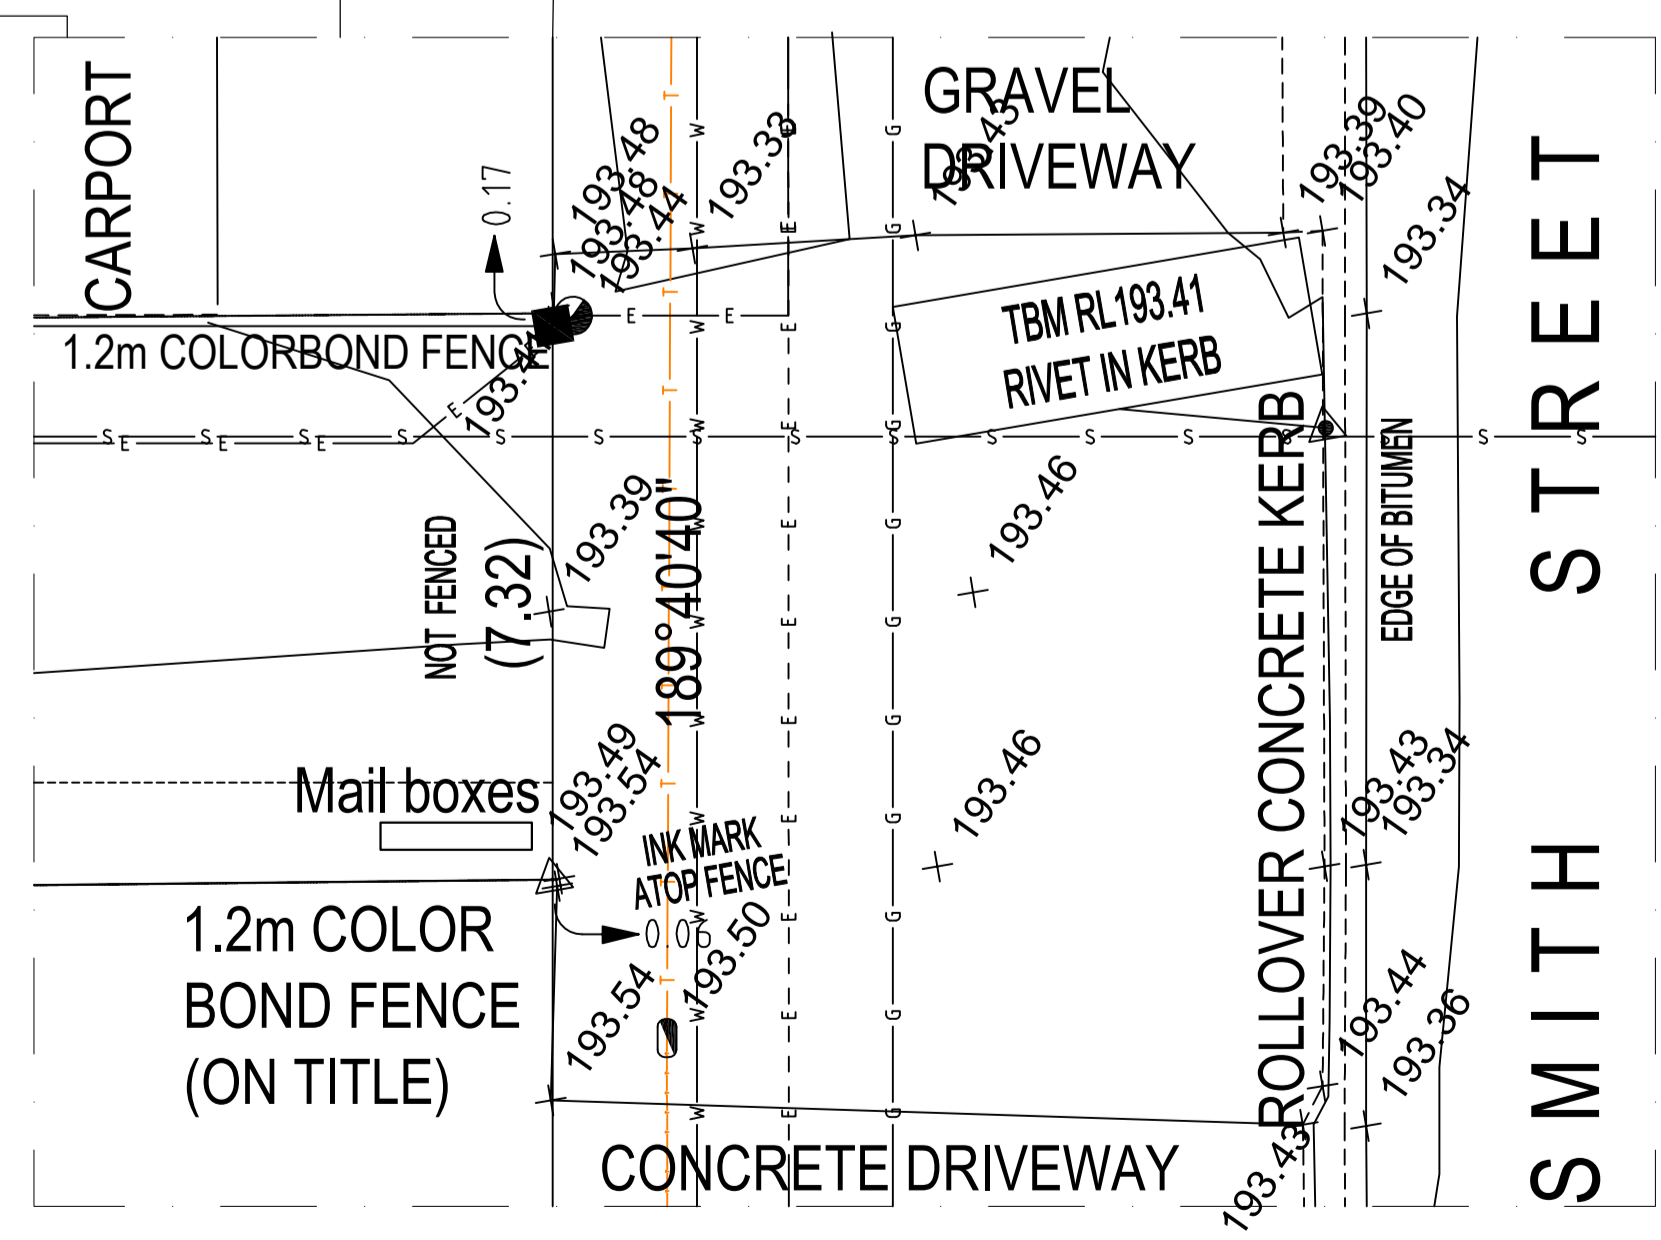 CARPORT
GRAVEL
DRIVEWAY
193.48
193.48
193.44
193.33
193.43
193.39
193.40
193.34
0.17
TBM RL193.41
RIVET IN KERB
1.2m COLORBOND FENCE
E E
E
S E S E S E S S S S S S S S S S S
193.46
193.39
NOT FENCED
(7.32)
189°40'40"
ROLLOVER CONCRETE KERB
EDGE OF BITUMEN
SMITH STREET
Mail boxes
193.49
193.54
193.46
193.43
193.34
INK MARK
ATOP FENCE
0.06
193.50
193.54
1.2m COLOR
BOND FENCE
(ON TITLE)
193.44
193.36
193.43
CONCRETE DRIVEWAY
T T T T T T T
W W W W W W W W W W W
E E E E E E E E E E E
G G G G G G G G G G G